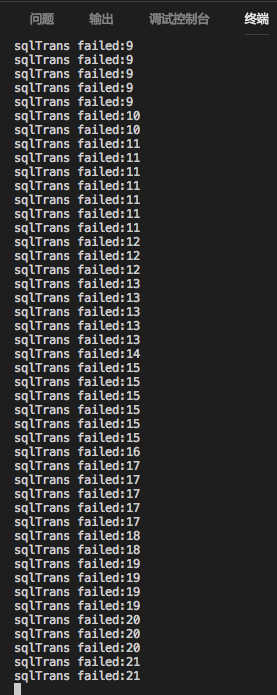 问题 输出 调试控制台 终端
sqlTrans failed:9
sqlTrans failed:9
sqlTrans failed:9
sqlTrans failed:9
sqlTrans failed:9
sqlTrans failed:10
sqlTrans failed:10
sqlTrans failed:11
sqlTrans failed:11
sqlTrans failed:11
sqlTrans failed:11
sqlTrans failed:11
sqlTrans failed:11
sqlTrans failed:11
sqlTrans failed:12
sqlTrans failed:12
sqlTrans failed:12
sqlTrans failed:13
sqlTrans failed:13
sqlTrans failed:13
sqlTrans failed:13
sqlTrans failed:13
sqlTrans failed:14
sqlTrans failed:15
sqlTrans failed:15
sqlTrans failed:15
sqlTrans failed:15
sqlTrans failed:15
sqlTrans failed:15
sqlTrans failed:16
sqlTrans failed:17
sqlTrans failed:17
sqlTrans failed:17
sqlTrans failed:17
sqlTrans failed:17
sqlTrans failed:18
sqlTrans failed:18
sqlTrans failed:19
sqlTrans failed:19
sqlTrans failed:19
sqlTrans failed:19
sqlTrans failed:20
sqlTrans failed:20
sqlTrans failed:20
sqlTrans failed:21
sqlTrans failed:21